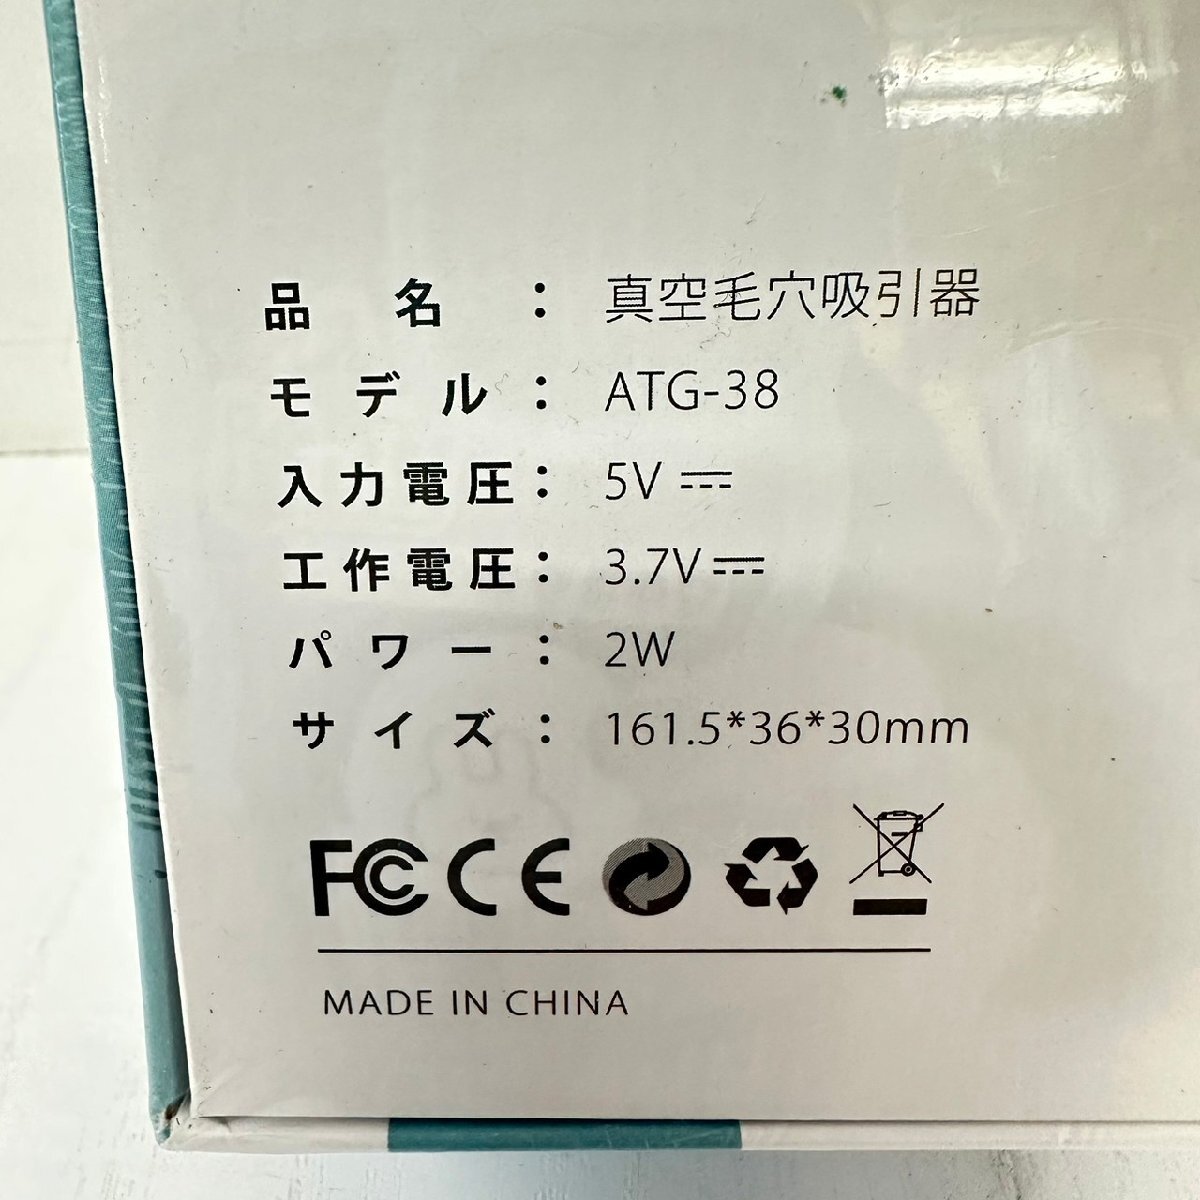 品名：真空毛穴吸引器
モデル：ATG-38
入力電圧：5V ⎓
工作電圧：3.7V ⎓
パワー：2W
サイズ：161.5*36*30mm
FC CE
MADE IN CHINA